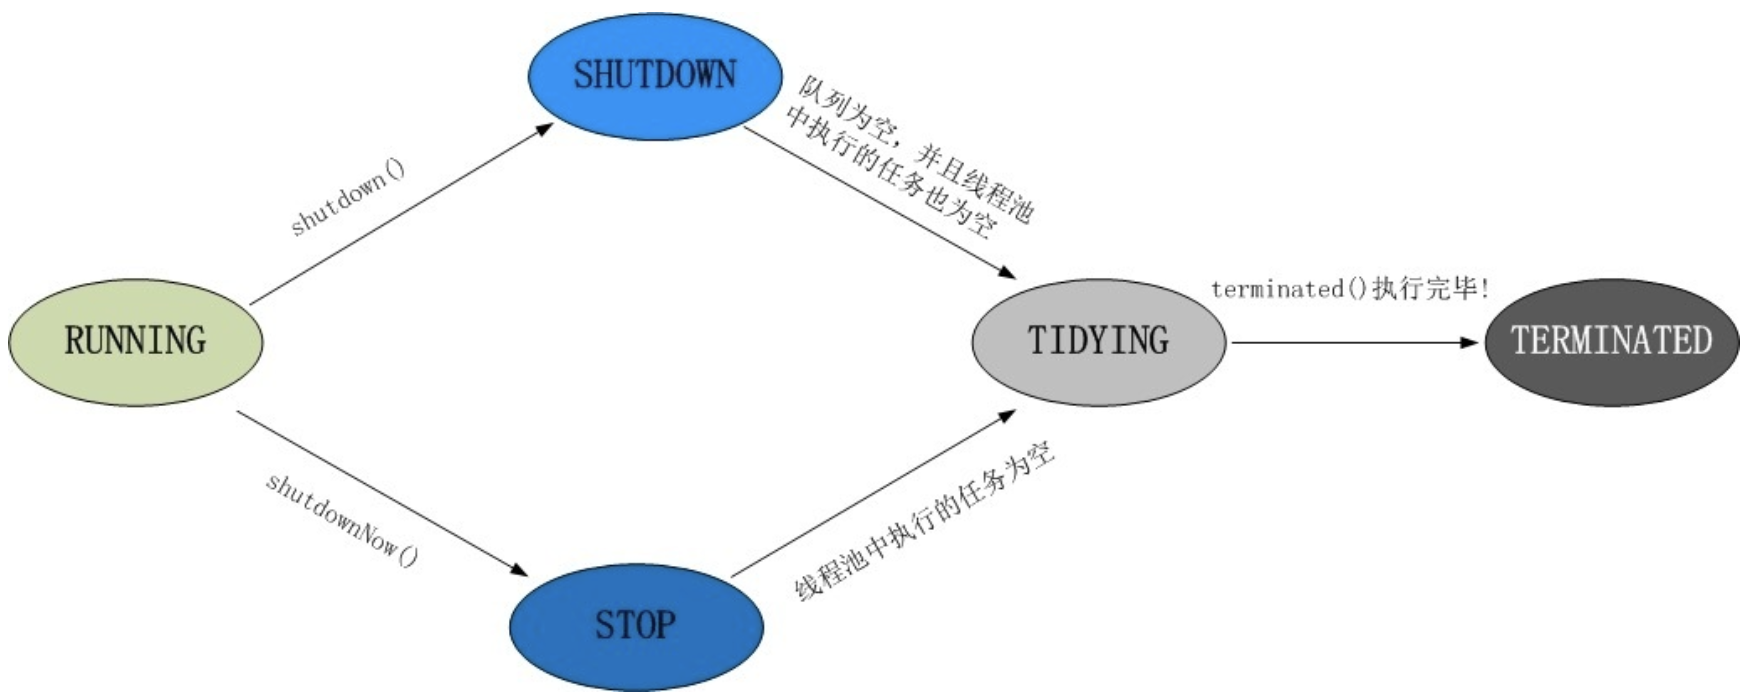 SHUTDOWN
队列为空，并且线程池
中执行的任务也为空
shutdown()
terminated()执行完毕!
RUNNING
TIDYING
TERMINATED
shutdownNow()
线程池中执行的任务为空
STOP